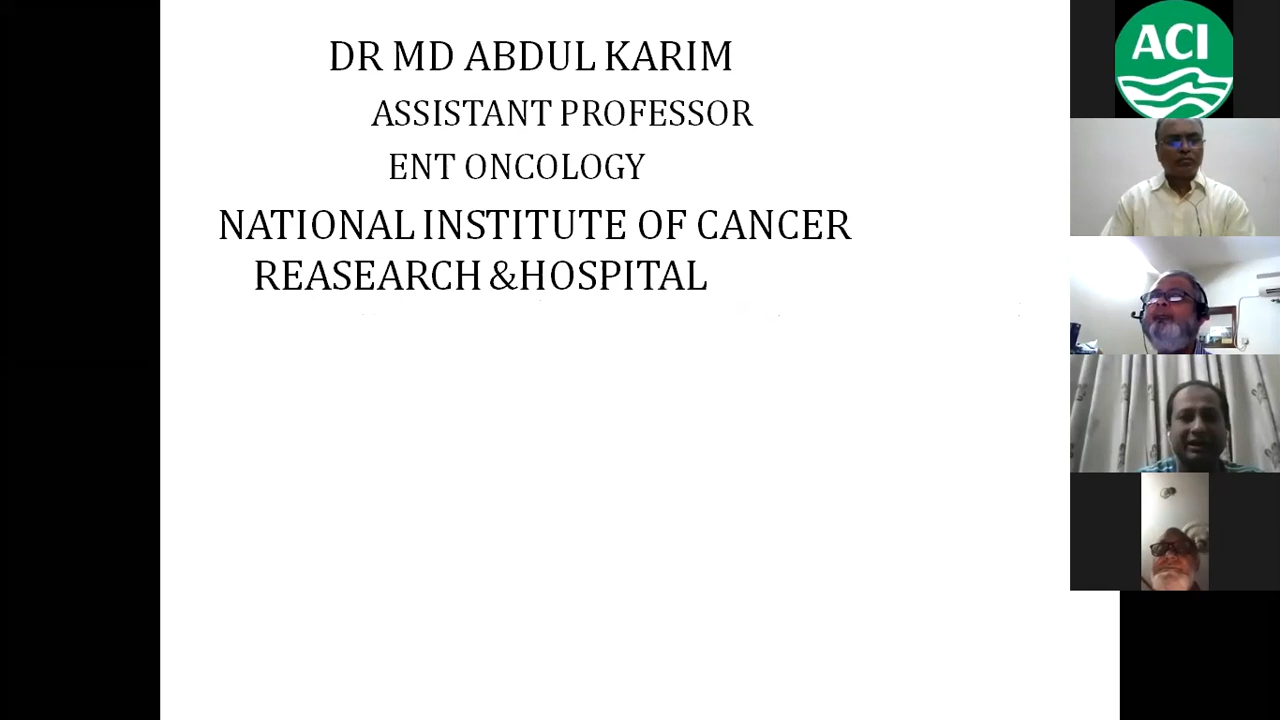 DR MD ABDUL KARIM
ASSISTANT PROFESSOR
ENT ONCOLOGY
NATIONAL INSTITUTE OF CANCER
REASEARCH &HOSPITAL
ACI